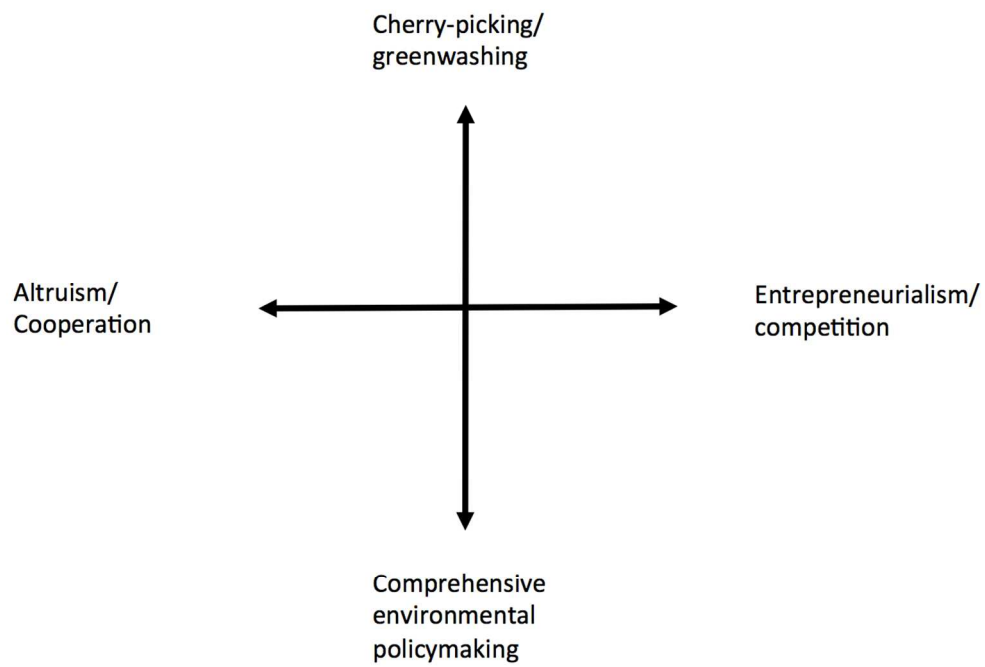 Cherry-picking/
greenwashing
Altruism/
Cooperation
Entrepreneurialism/
competition
Comprehensive
environmental
policymaking